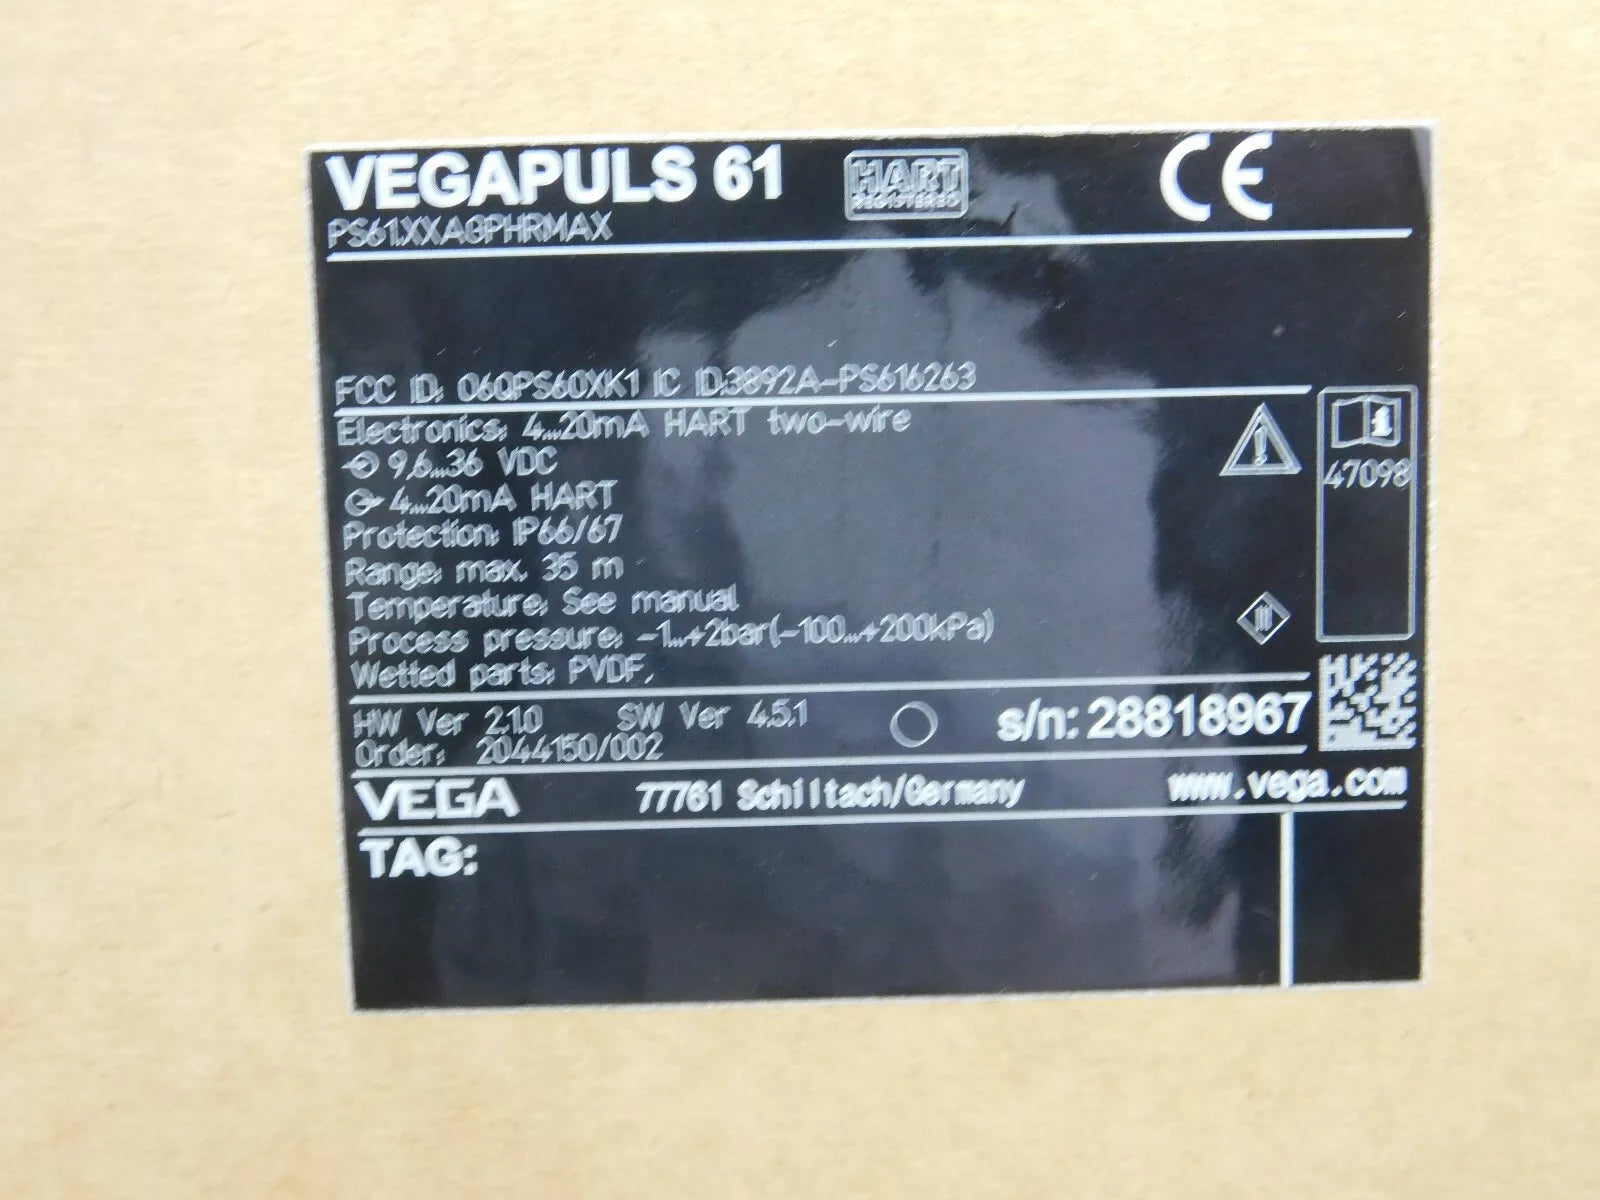 VEGAPULS 61
HART
REGISTERED
CE
PS61.XXAGPHRMAX
FCC ID: O6QPS60XK1 IC ID:3892A-PS616263
Electronics: 4...20mA HART two-wire
9,6...36 VDC
4...20mA HART
Protection: IP66/67
Range: max. 35 m
Temperature: See manual
Process pressure: -1...+2bar(-100...+200kPa)
Wetted parts: PVDF,
47098
HW Ver 2.1.0 SW Ver 4.5.1
Order: 2044150/002
s/n: 28818967
VEGA 77761 Schiltach/Germany www.vega.com
TAG: